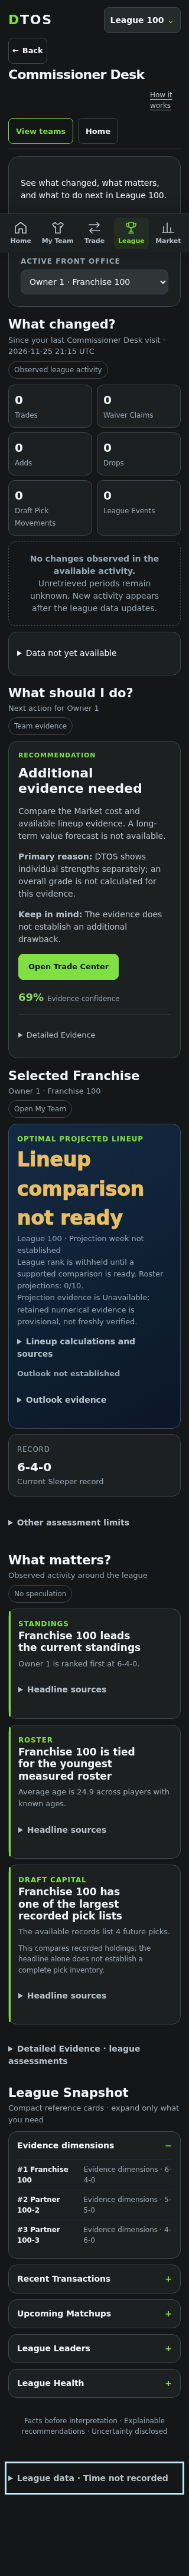 DTOS
League 100 ⌄
← Back
Commissioner Desk
How it
works
View teams
Home
See what changed, what matters,
and what to do next in League 100.
Home
My Team
Trade
League
Market
ACTIVE FRONT OFFICE
Owner 1 · Franchise 100
What changed?
Since your last Commissioner Desk visit ·
2026-11-25 21:15 UTC
Observed league activity
0
Trades
0
Waiver Claims
0
Adds
0
Drops
0
Draft Pick
Movements
0
League Events
No changes observed in the
available activity.
Unretrieved periods remain
unknown. New activity appears
after the league data updates.
▶ Data not yet available
What should I do?
Next action for Owner 1
Team evidence
RECOMMENDATION
Additional
evidence needed
Compare the Market cost and
available lineup evidence. A long-
term value forecast is not available.
Primary reason: DTOS shows
individual strengths separately; an
overall grade is not calculated for
this evidence.
Keep in mind: The evidence does
not establish an additional
drawback.
Open Trade Center
69% Evidence confidence
▶ Detailed Evidence
Selected Franchise
Owner 1 · Franchise 100
Open My Team
OPTIMAL PROJECTED LINEUP
Lineup
comparison
not ready
League 100 · Projection week not
established
League rank is withheld until a
supported comparison is ready. Roster
projections: 0/10.
Projection evidence is Unavailable;
retained numerical evidence is
provisional, not freshly verified.
▶ Lineup calculations and
sources
Outlook not established
▶ Outlook evidence
RECORD
6-4-0
Current Sleeper record
▶ Other assessment limits
What matters?
Observed activity around the league
No speculation
STANDINGS
Franchise 100 leads
the current standings
Owner 1 is ranked first at 6-4-0.
▶ Headline sources
ROSTER
Franchise 100 is tied
for the youngest
measured roster
Average age is 24.9 across players with
known ages.
▶ Headline sources
DRAFT CAPITAL
Franchise 100 has
one of the largest
recorded pick lists
The available records list 4 future picks.
This compares recorded holdings; the
headline alone does not establish a
complete pick inventory.
▶ Headline sources
▶ Detailed Evidence · league
assessments
League Snapshot
Compact reference cards · expand only what
you need
Evidence dimensions −
#1 Franchise
100
Evidence dimensions · 6-
4-0
#2 Partner
100-2
Evidence dimensions · 5-
5-0
#3 Partner
100-3
Evidence dimensions · 4-
6-0
Recent Transactions +
Upcoming Matchups +
League Leaders +
League Health +
Facts before interpretation · Explainable
recommendations · Uncertainty disclosed
▶ League data · Time not recorded